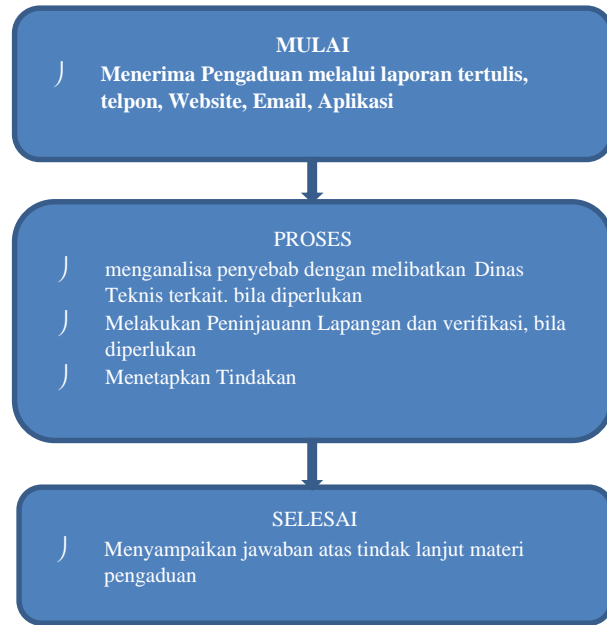 MULAI
Menerima Pengaduan melalui laporan tertulis,
telpon, Website, Email, Aplikasi
PROSES
menganalisa penyebab dengan melibatkan Dinas
Teknis terkait. bila diperlukan
Melakukan Peninjauann Lapangan dan verifikasi, bila
diperlukan
Menetapkan Tindakan
SELESAI
Menyampaikan jawaban atas tindak lanjut materi
pengaduan